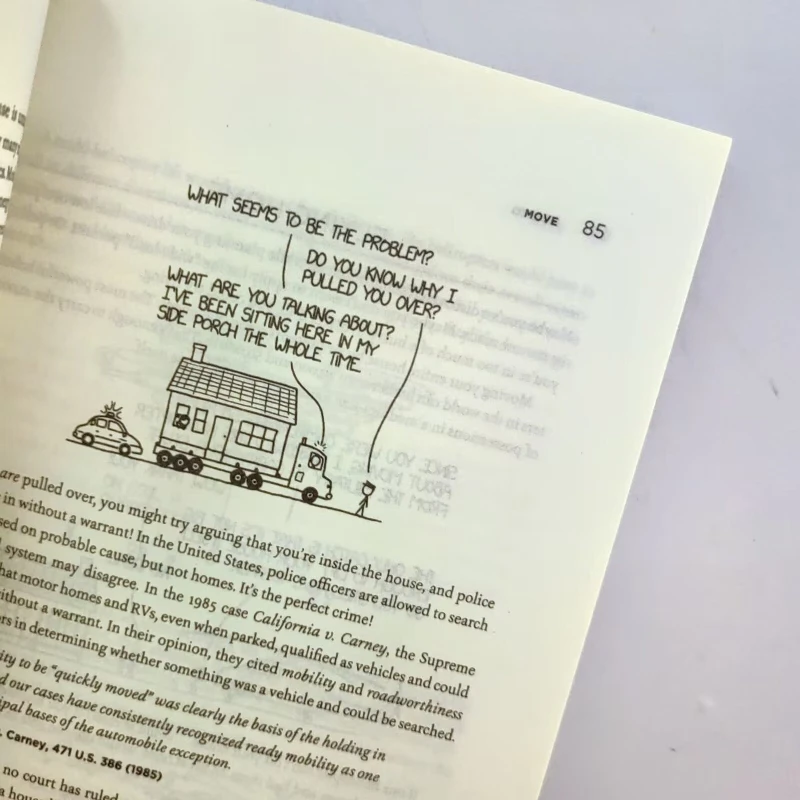 MOVE 85
WHAT SEEMS TO BE THE PROBLEM?
DO YOU KNOW WHY I
PULLED YOU OVER?
WHAT ARE YOU TALKING ABOUT?
I'VE BEEN SITTING HERE IN MY
SIDE PORCH THE WHOLE TIME.
are pulled over, you might try arguing that you're inside the house, and police
in without a warrant! In the United States, police officers are allowed to search
sed on probable cause, but not homes. It's the perfect crime!
system may disagree. In the 1985 case California v. Carney, the Supreme
hat motor homes and RVs, even when parked, qualified as vehicles and could
ithout a warrant. In their opinion, they cited mobility and roadworthiness
rs in determining whether something was a vehicle and could be searched.
ity to be "quickly moved" was clearly the basis of the holding in
d our cases have consistently recognized ready mobility as one
ipal bases of the automobile exception.
. Carney, 471 U.S. 386 (1985)
no court has ruled